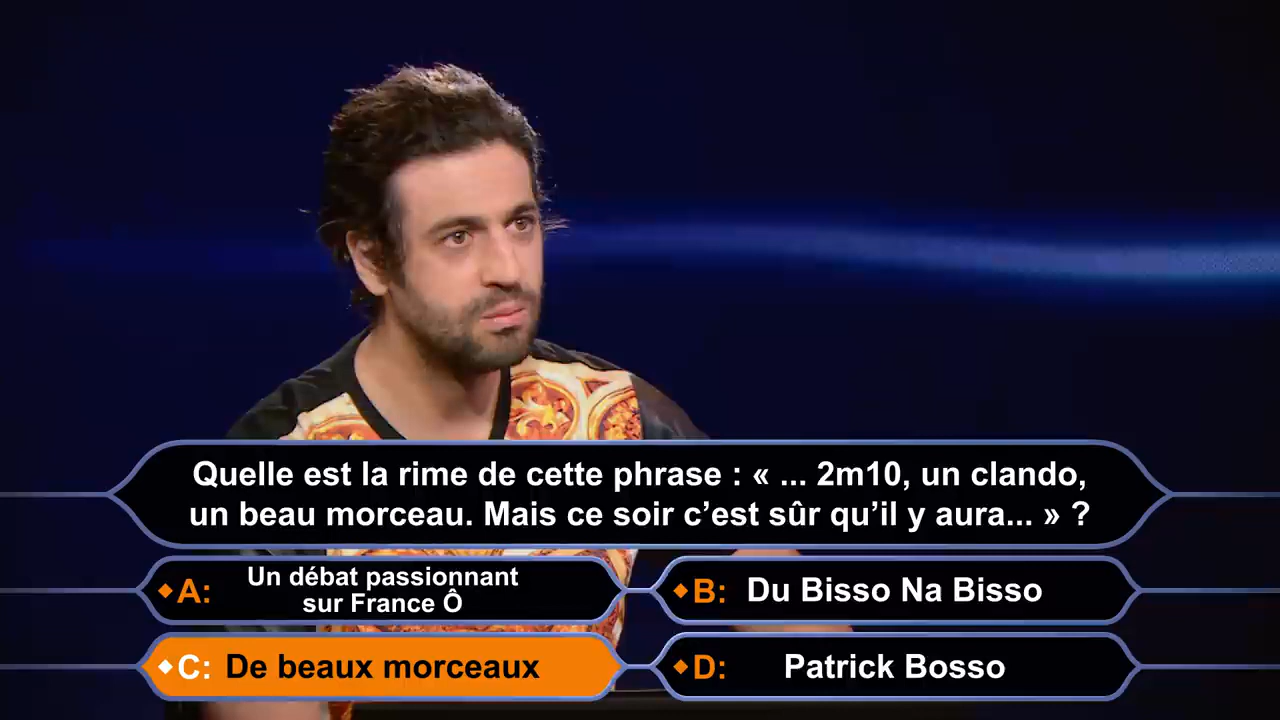 Quelle est la rime de cette phrase : « ... 2m10, un clando,
un beau morceau. Mais ce soir c’est sûr qu’il y aura... » ?
A: Un débat passionnant
sur France Ô
B: Du Bisso Na Bisso
C: De beaux morceaux
D: Patrick Bosso